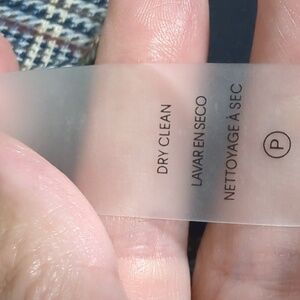 DRY CLEAN
LAVAR EN SECO
NETTOYAGE À SEC
P